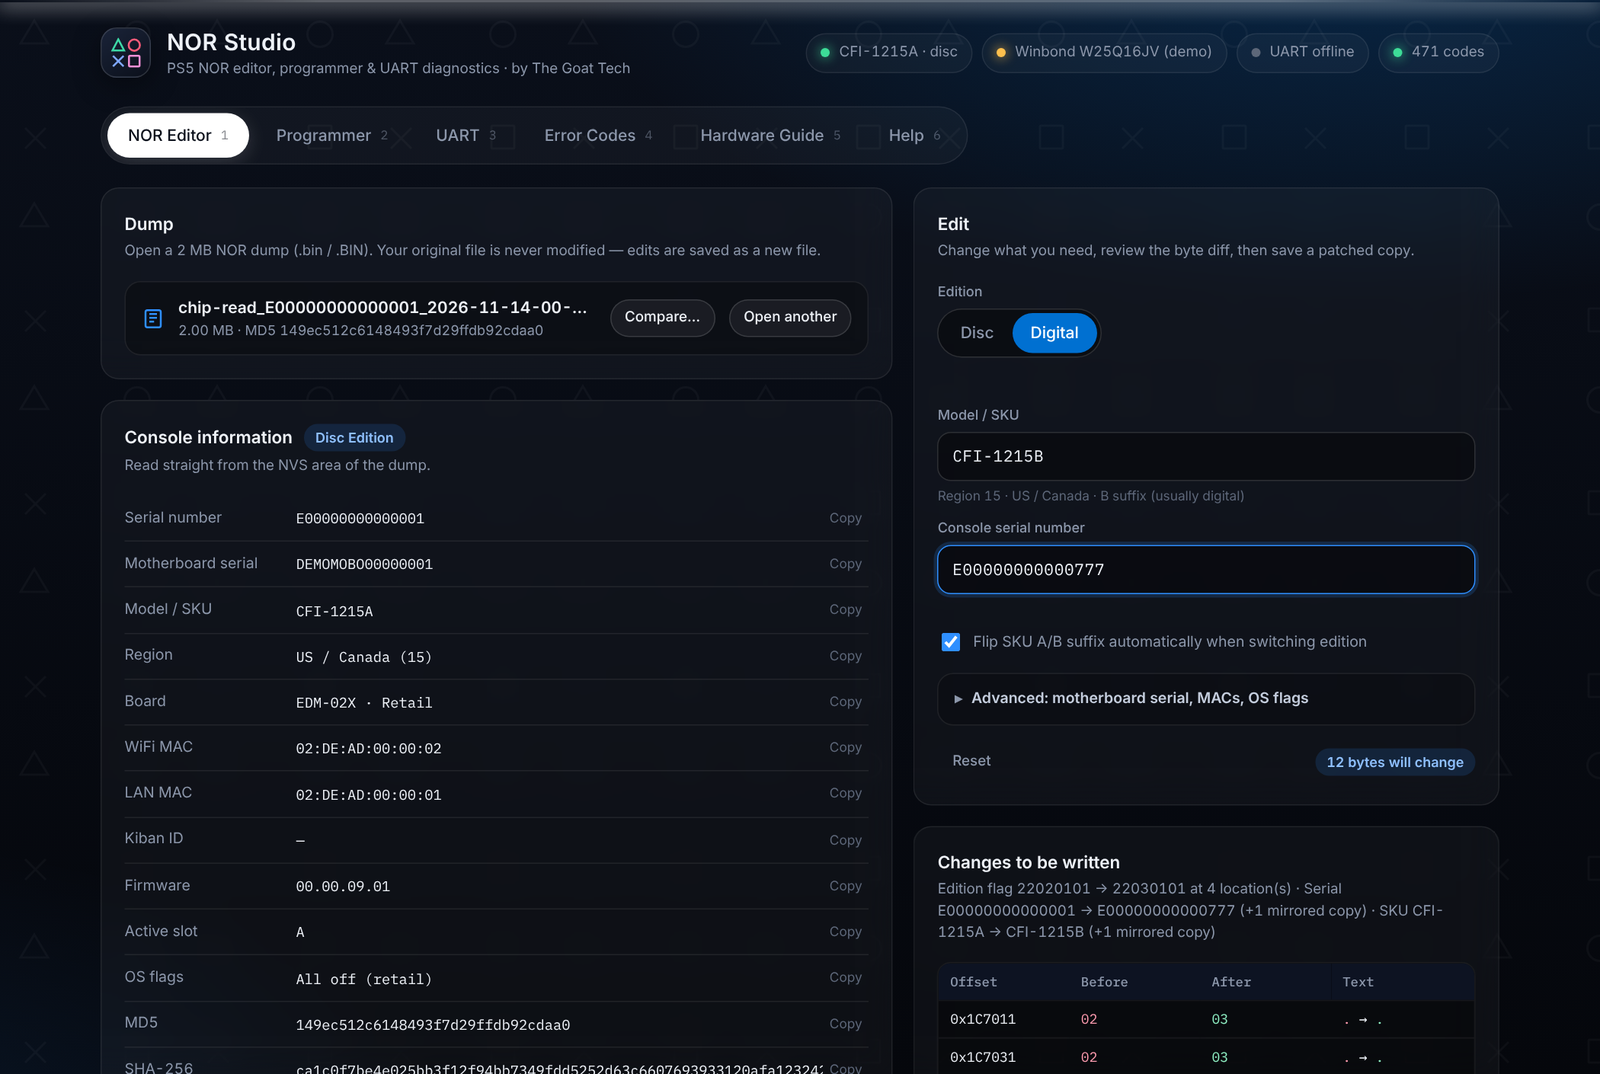 NOR Studio
PS5 NOR editor, programmer & UART diagnostics · by The Goat Tech
CFI-1215A · disc
Winbond W25Q16JV (demo)
UART offline
471 codes
NOR Editor 1
Programmer 2
UART 3
Error Codes 4
Hardware Guide 5
Help 6
Dump
Open a 2 MB NOR dump (.bin / .BIN). Your original file is never modified — edits are saved as a new file.
chip-read_E00000000000001_2026-11-14-00-...
2.00 MB · MD5 149ec512c6148493f7d29ffdb92cdaa0
Compare...
Open another
Console information
Disc Edition
Read straight from the NVS area of the dump.
Serial number E00000000000001 Copy
Motherboard serial DEMOMOBO00000001 Copy
Model / SKU CFI-1215A Copy
Region US / Canada (15) Copy
Board EDM-02X · Retail Copy
WiFi MAC 02:DE:AD:00:00:02 Copy
LAN MAC 02:DE:AD:00:00:01 Copy
Kiban ID — Copy
Firmware 00.00.09.01 Copy
Active slot A Copy
OS flags All off (retail) Copy
MD5 149ec512c6148493f7d29ffdb92cdaa0 Copy
SHA-256 Copy
Edit
Change what you need, review the byte diff, then save a patched copy.
Edition
Disc
Digital
Model / SKU
CFI-1215B
Region 15 · US / Canada · B suffix (usually digital)
Console serial number
E00000000000777
Flip SKU A/B suffix automatically when switching edition
▸ Advanced: motherboard serial, MACs, OS flags
Reset
12 bytes will change
Changes to be written
Edition flag 22020101 → 22030101 at 4 location(s) · Serial
E00000000000001 → E00000000000777 (+1 mirrored copy) · SKU CFI-
1215A → CFI-1215B (+1 mirrored copy)
Offset Before After Text
0x1C7011 02 03 . → .
0x1C7031 02 03 . → .